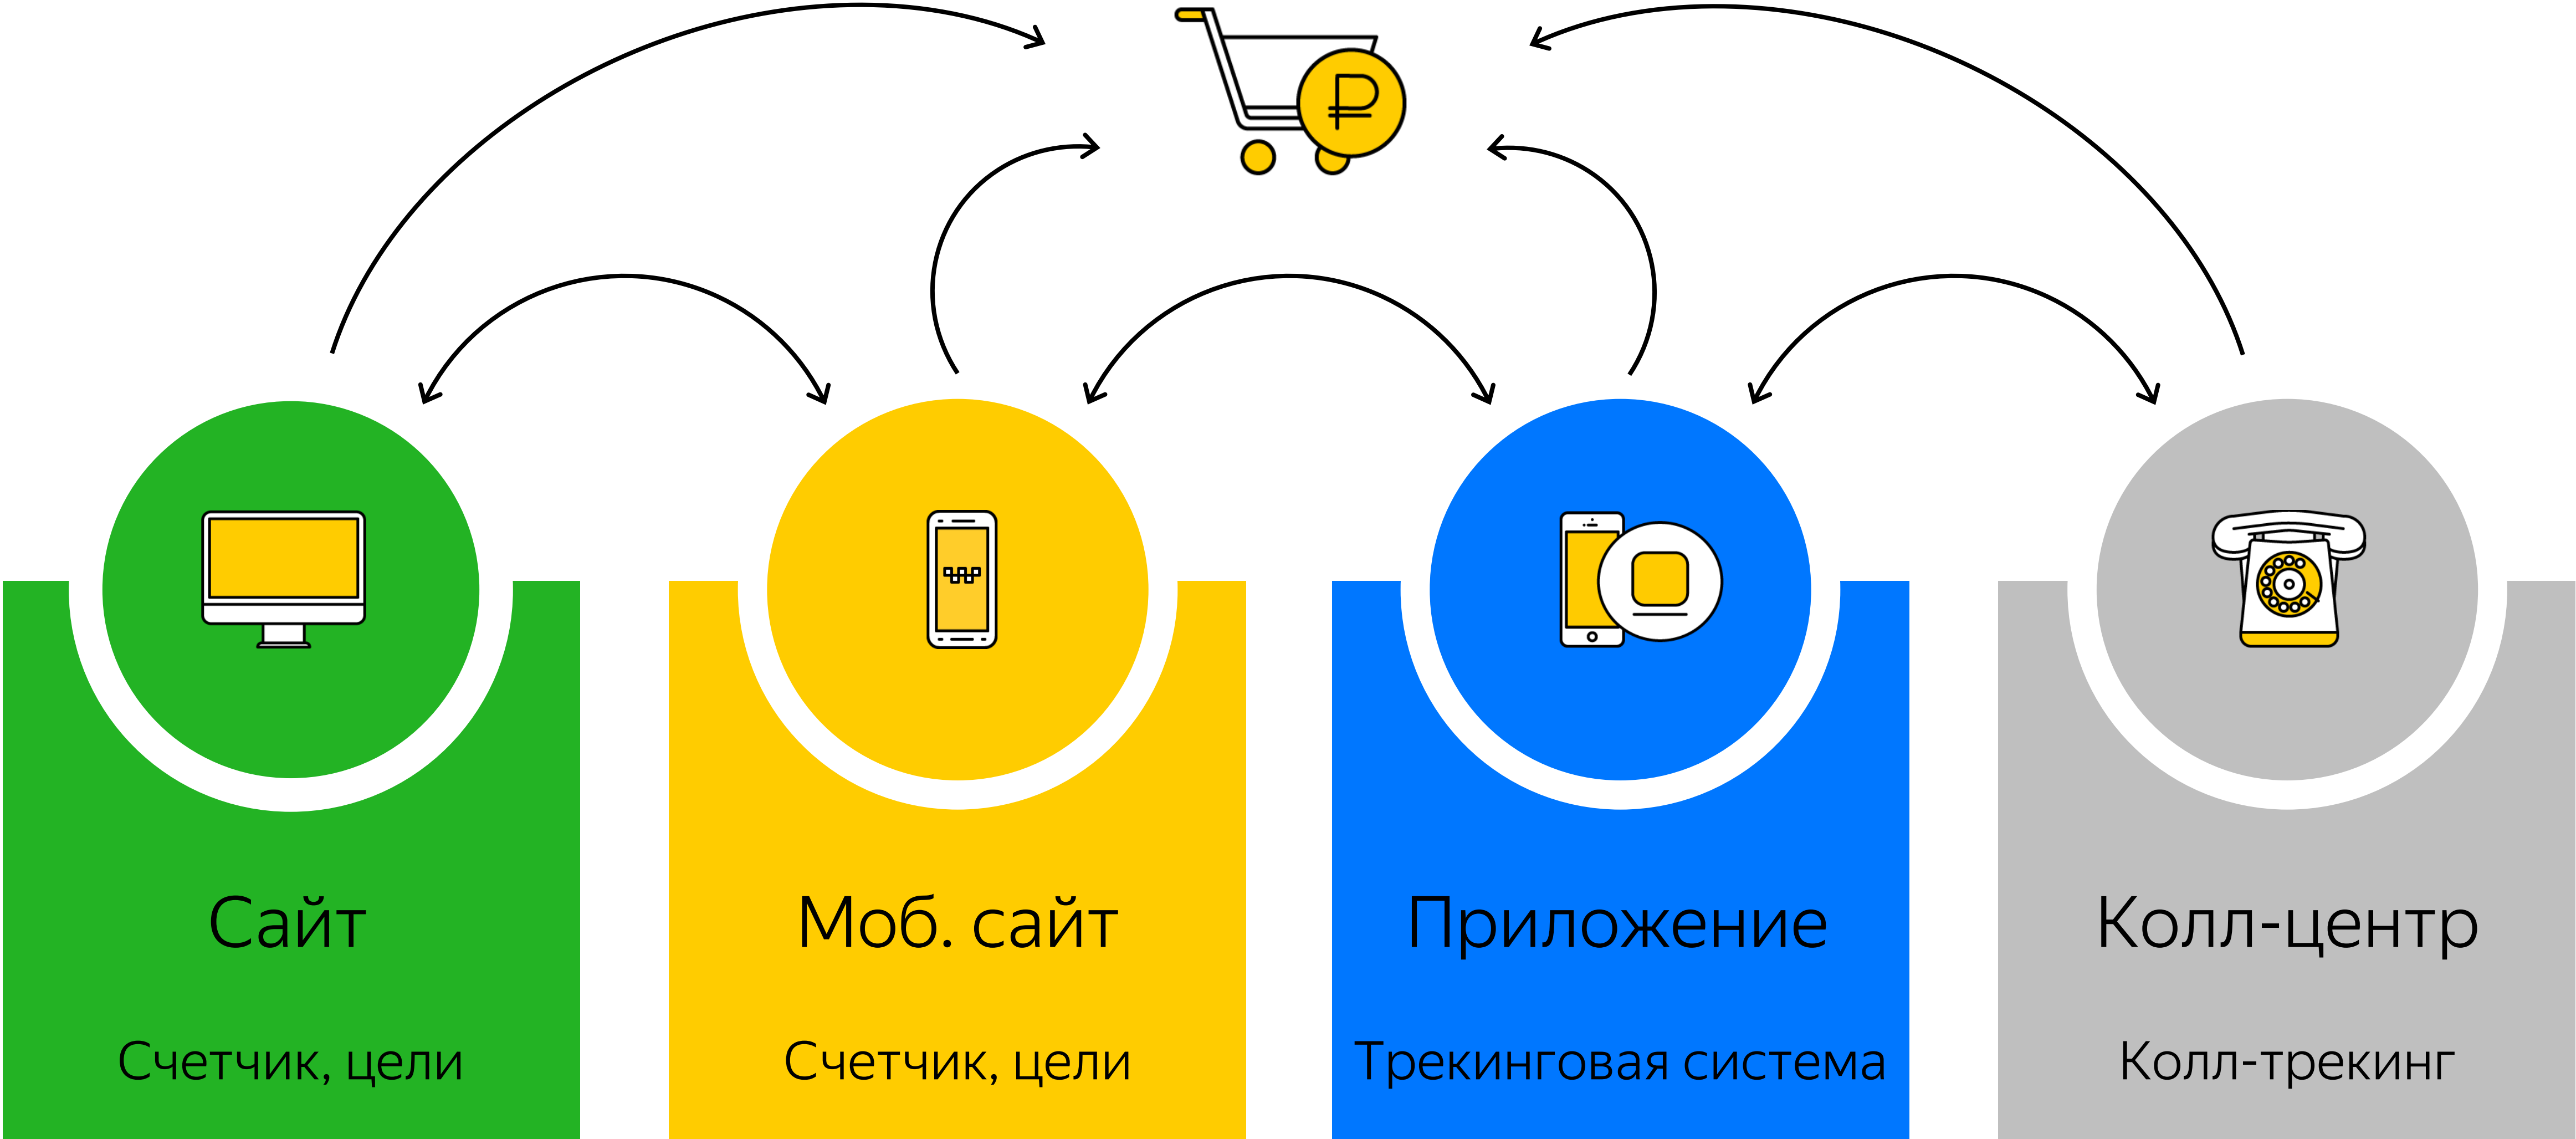 ₽
Сайт
Моб. сайт
Приложение
Колл-центр
Счетчик, цели
Счетчик, цели
Трекинговая система
Колл-трекинг